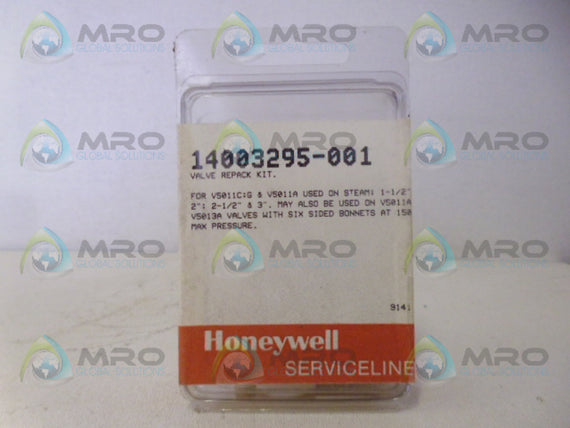 14003295-001
VALVE REPACK KIT.
FOR V5011C:G & V5011A USED ON STEAM: 1-1/2"
2": 2-1/2" & 3". MAY ALSO BE USED ON V5011A
V5013A VALVES WITH SIX SIDED BONNETS AT 150
MAX PRESSURE.
9141
Honeywell
SERVICELINE
MRO
GLOBAL SOLUTIONS